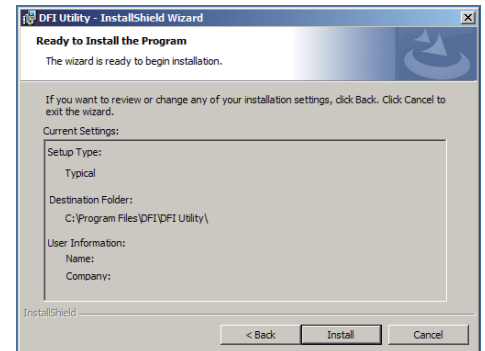 DFI Utility - InstallShield Wizard
Ready to Install the Program
The wizard is ready to begin installation.
If you want to review or change any of your installation settings, click Back. Click Cancel to
exit the wizard.
Current Settings:
Setup Type:
Typical
Destination Folder:
C:\Program Files\DFI\DFI Utility\
User Information:
Name:
Company:
InstallShield
< Back
Install
Cancel